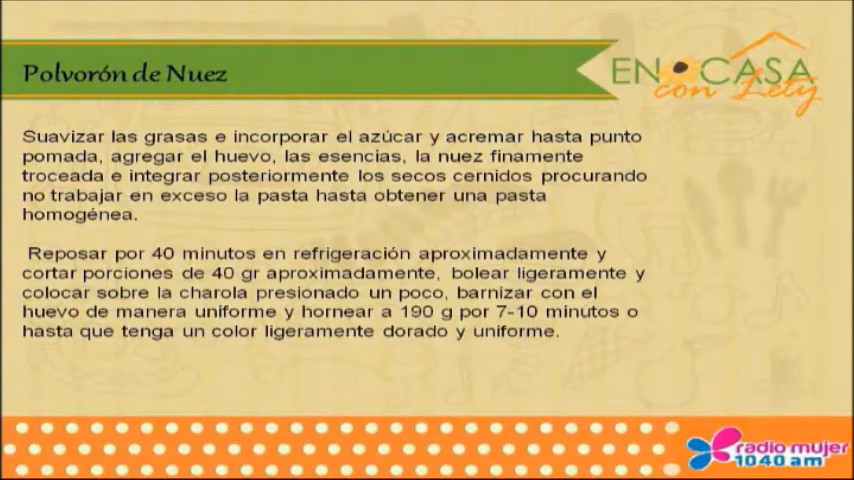 Polvorón de Nuez
EN CASA
con Lety
Suavizar las grasas e incorporar el azúcar y acremar hasta punto
pomada, agregar el huevo, las esencias, la nuez finamente
troceada e integrar posteriormente los secos cernidos procurando
no trabajar en exceso la pasta hasta obtener una pasta
homogénea.
Reposar por 40 minutos en refrigeración aproximadamente y
cortar porciones de 40 gr aproximadamente, bolear ligeramente y
colocar sobre la charola presionado un poco, barnizar con el
huevo de manera uniforme y hornear a 190 g por 7-10 minutos o
hasta que tenga un color ligeramente dorado y uniforme.
radio mujer
1040 am